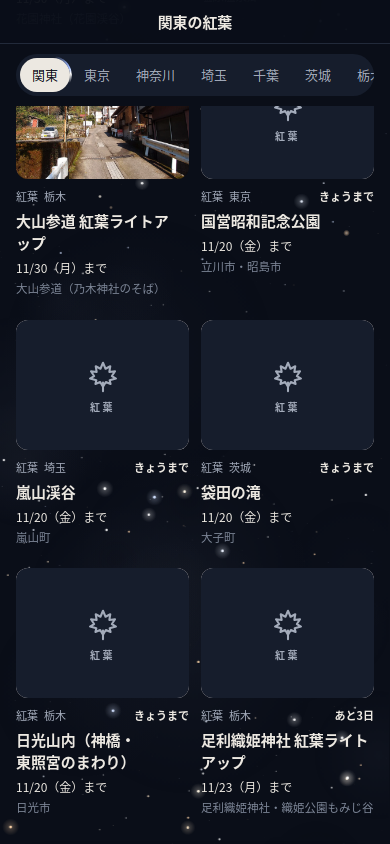 関東の紅葉
関東 東京 神奈川 埼玉 千葉 茨城
紅葉
紅葉 栃木
大山参道 紅葉ライトア
ップ
11/30（月）まで
大山参道（乃木神社のそば）
紅葉 東京 きょうまで
国営昭和記念公園
11/20（金）まで
立川市・昭島市
紅葉
紅葉 埼玉 きょうまで
嵐山渓谷
11/20（金）まで
嵐山町
紅葉
紅葉 茨城 きょうまで
袋田の滝
11/20（金）まで
大子町
紅葉
紅葉 栃木 きょうまで
日光山内（神橋・
東照宮のまわり）
11/20（金）まで
日光市
紅葉
紅葉 栃木 あと3日
足利織姫神社 紅葉ライト
アップ
11/23（月）まで
足利織姫神社・織姫公園もみじ谷